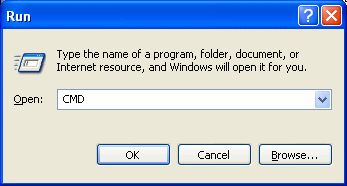 Run
Type the name of a program, folder, document, or
Internet resource, and Windows will open it for you.
Open: CMD
OK Cancel Browse...